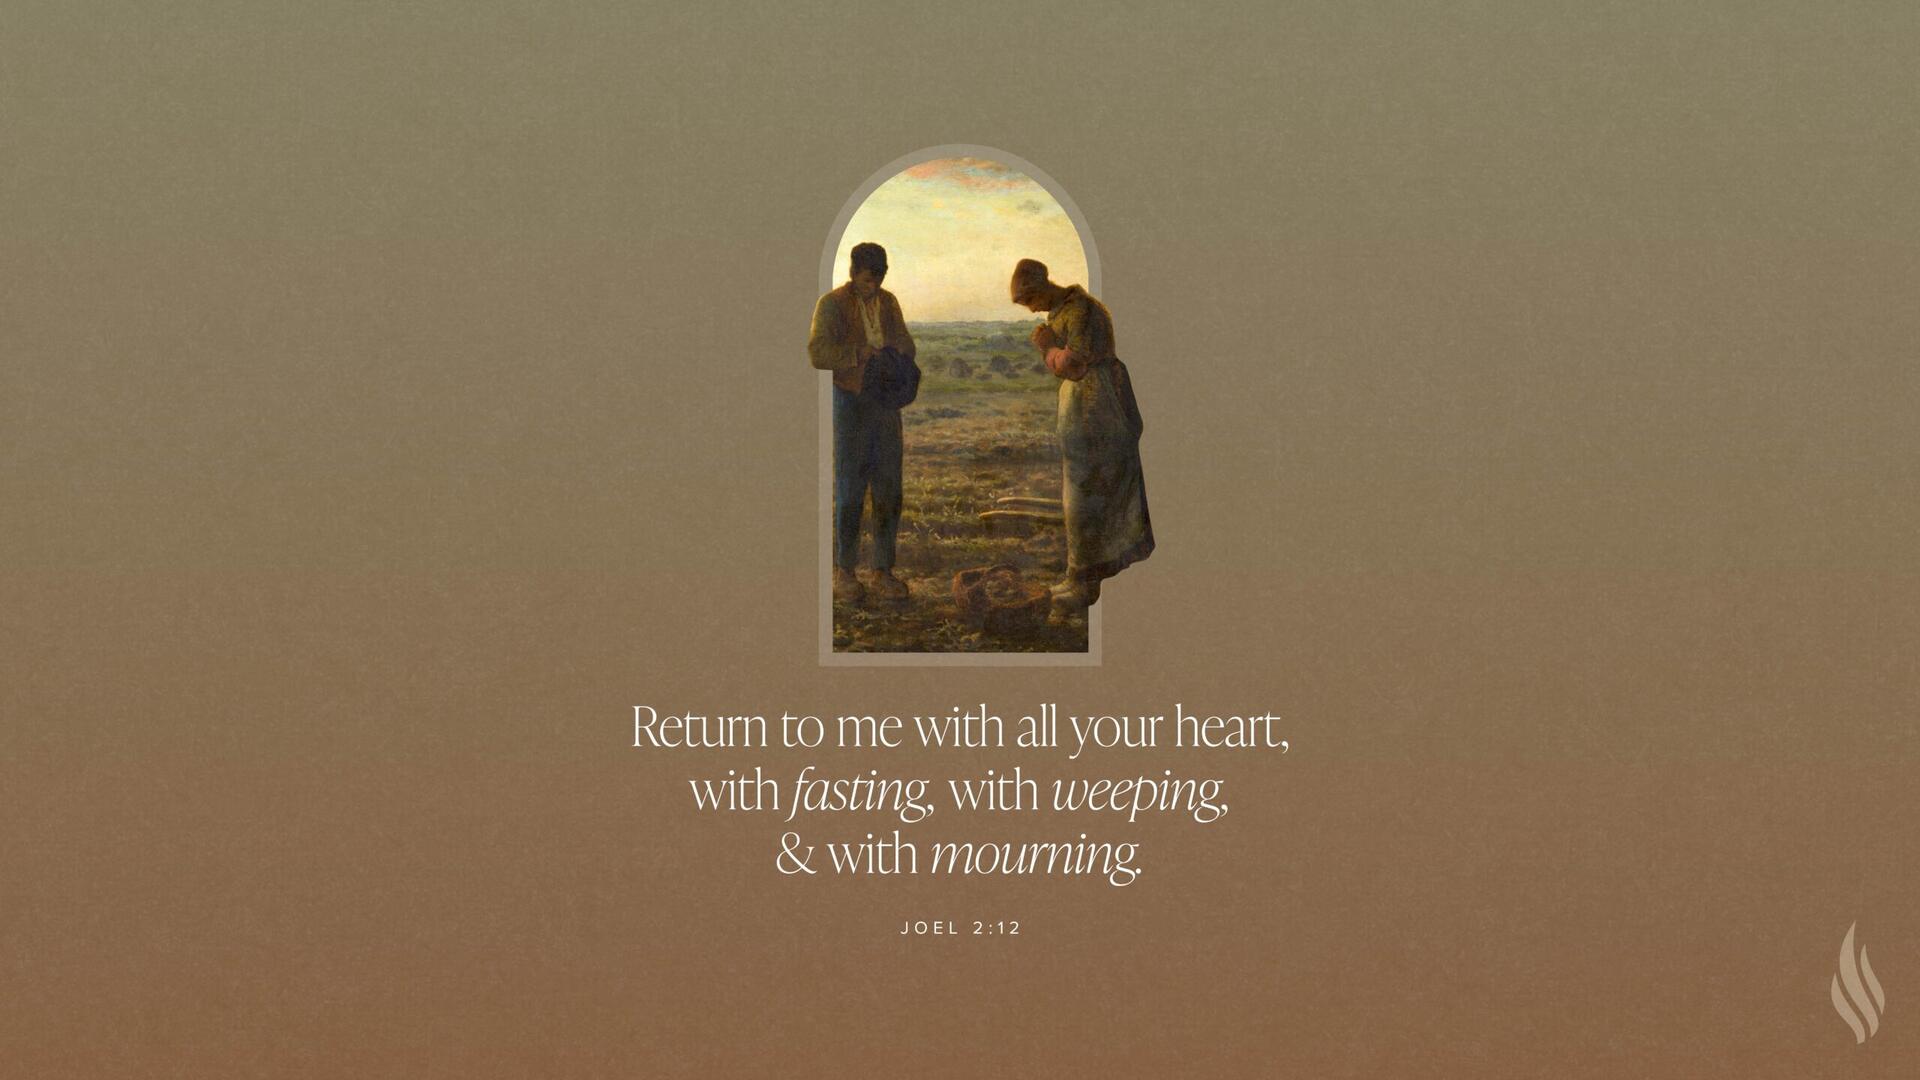 Return to me with all your heart,
with fasting, with weeping,
& with mourning.
JOEL 2:12